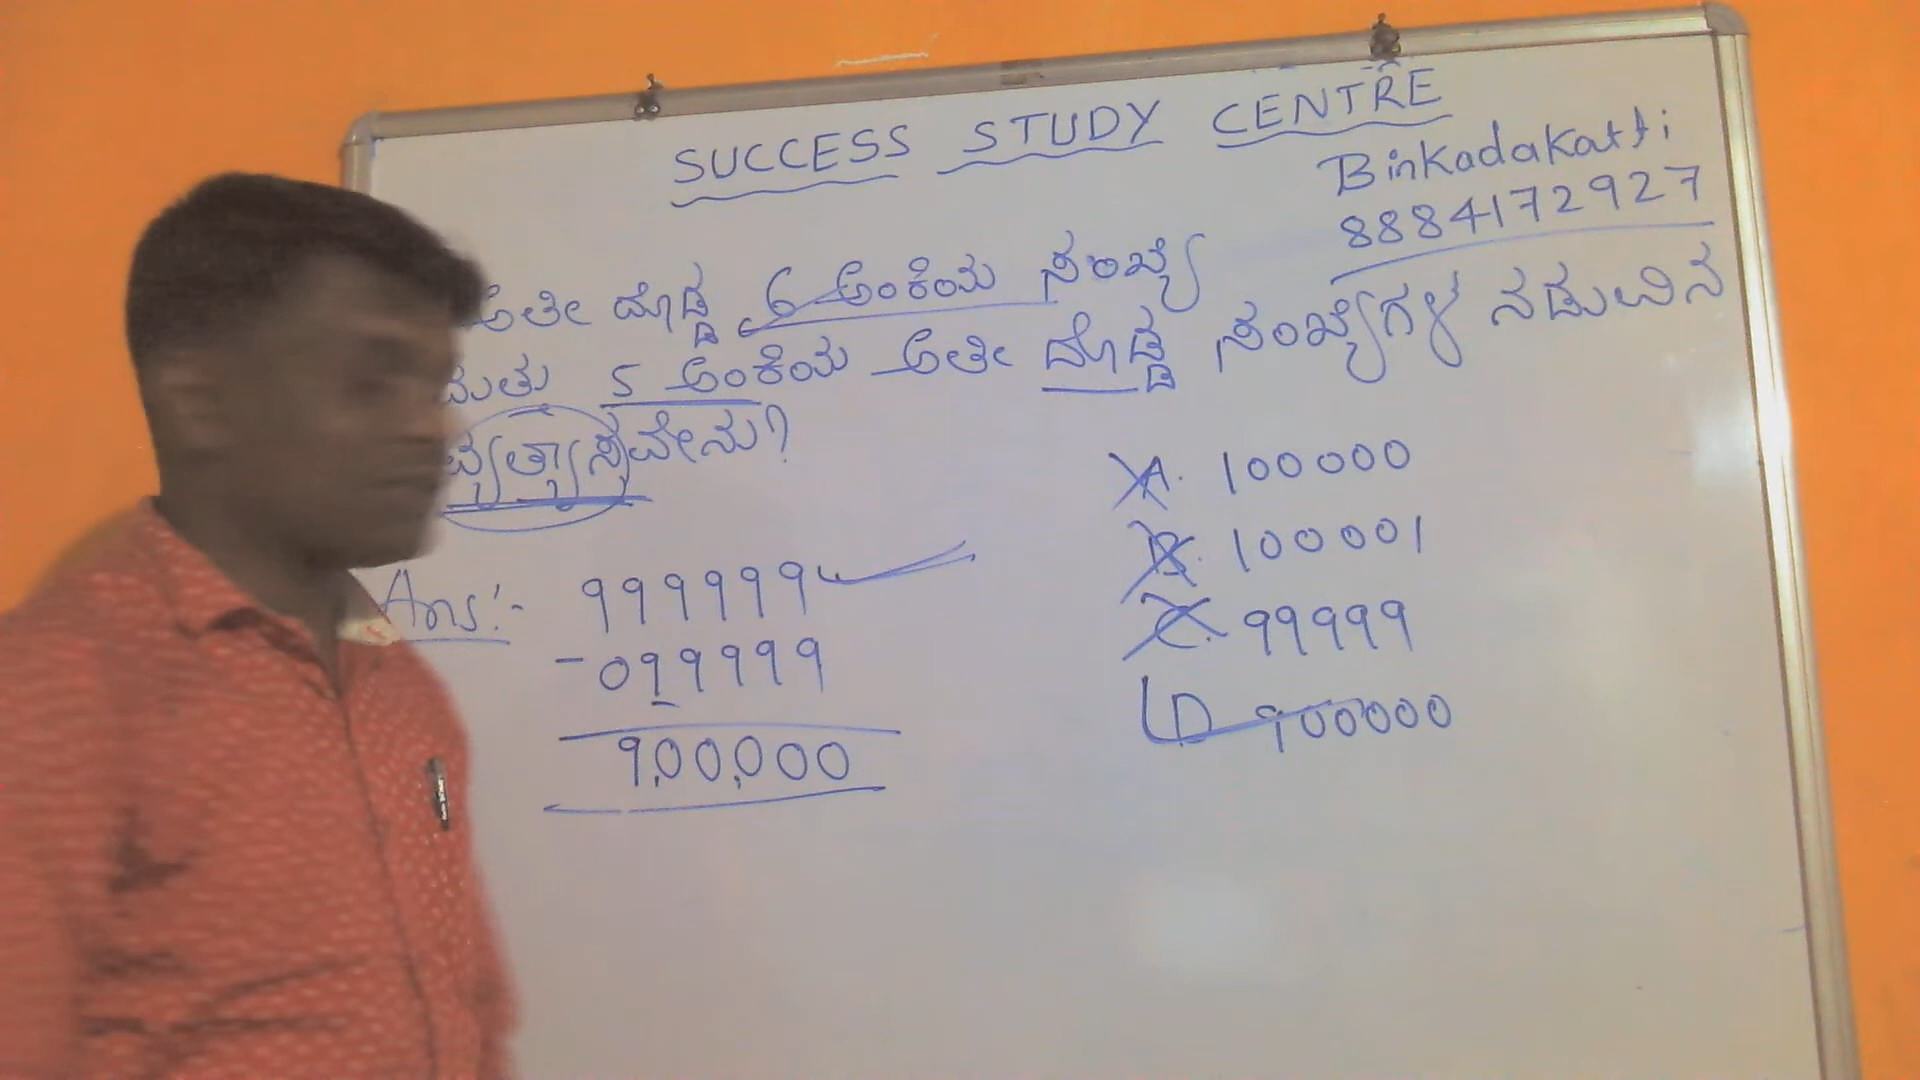 SUCCESS STUDY CENTRE
Binkadakatti
8884172927
ಅತೀ ದೊಡ್ಡ 6 ಅಂಕಿಯ ಸಂಖ್ಯೆ
ಮತ್ತು 5 ಅಂಕಿಯ ಅತೀ ದೊಡ್ಡ ಸಂಖ್ಯೆಗಳ ನಡುವಿನ
ವ್ಯತ್ಯಾಸವೇನು?
Ans:-
999999
- 099999
9,00,000
A. 100000
B. 100001
C. 99999
D 900000